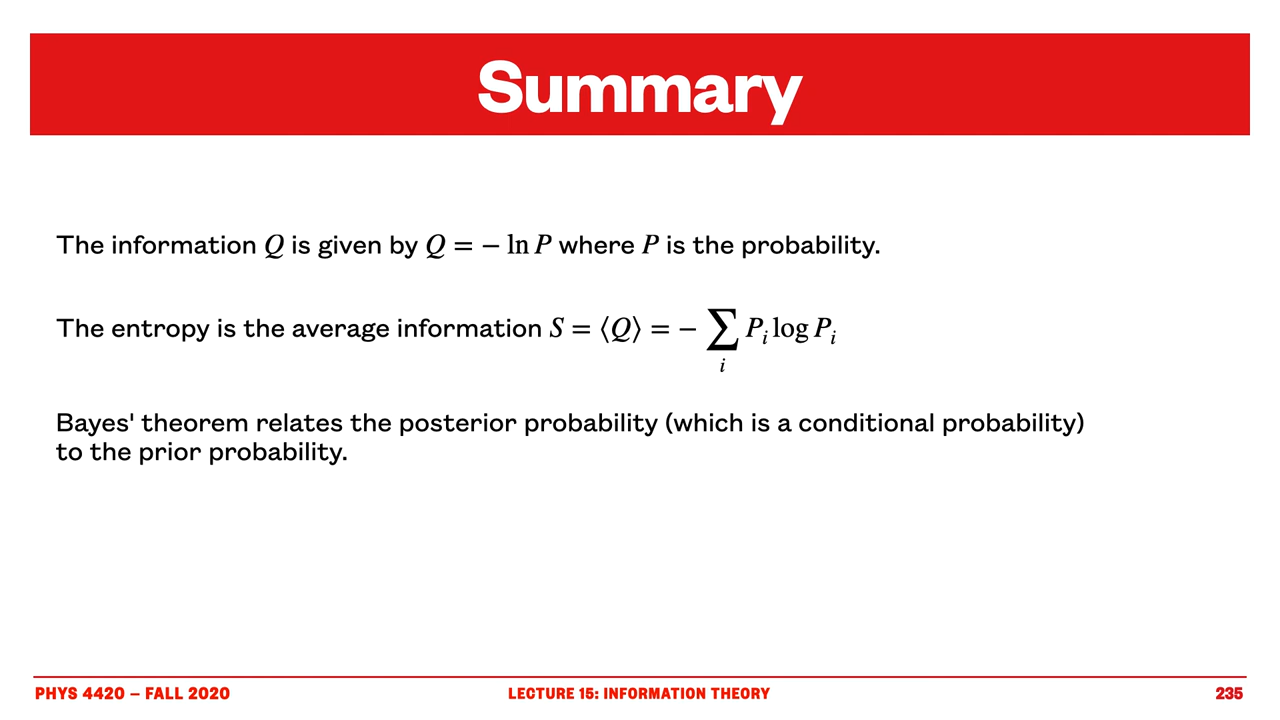 Summary
The information Q is given by Q = − ln P where P is the probability.
The entropy is the average information S = ⟨Q⟩ = − ∑_i P_i log P_i
Bayes' theorem relates the posterior probability (which is a conditional probability)
to the prior probability.
PHYS 4420 – FALL 2020
LECTURE 15: INFORMATION THEORY
235